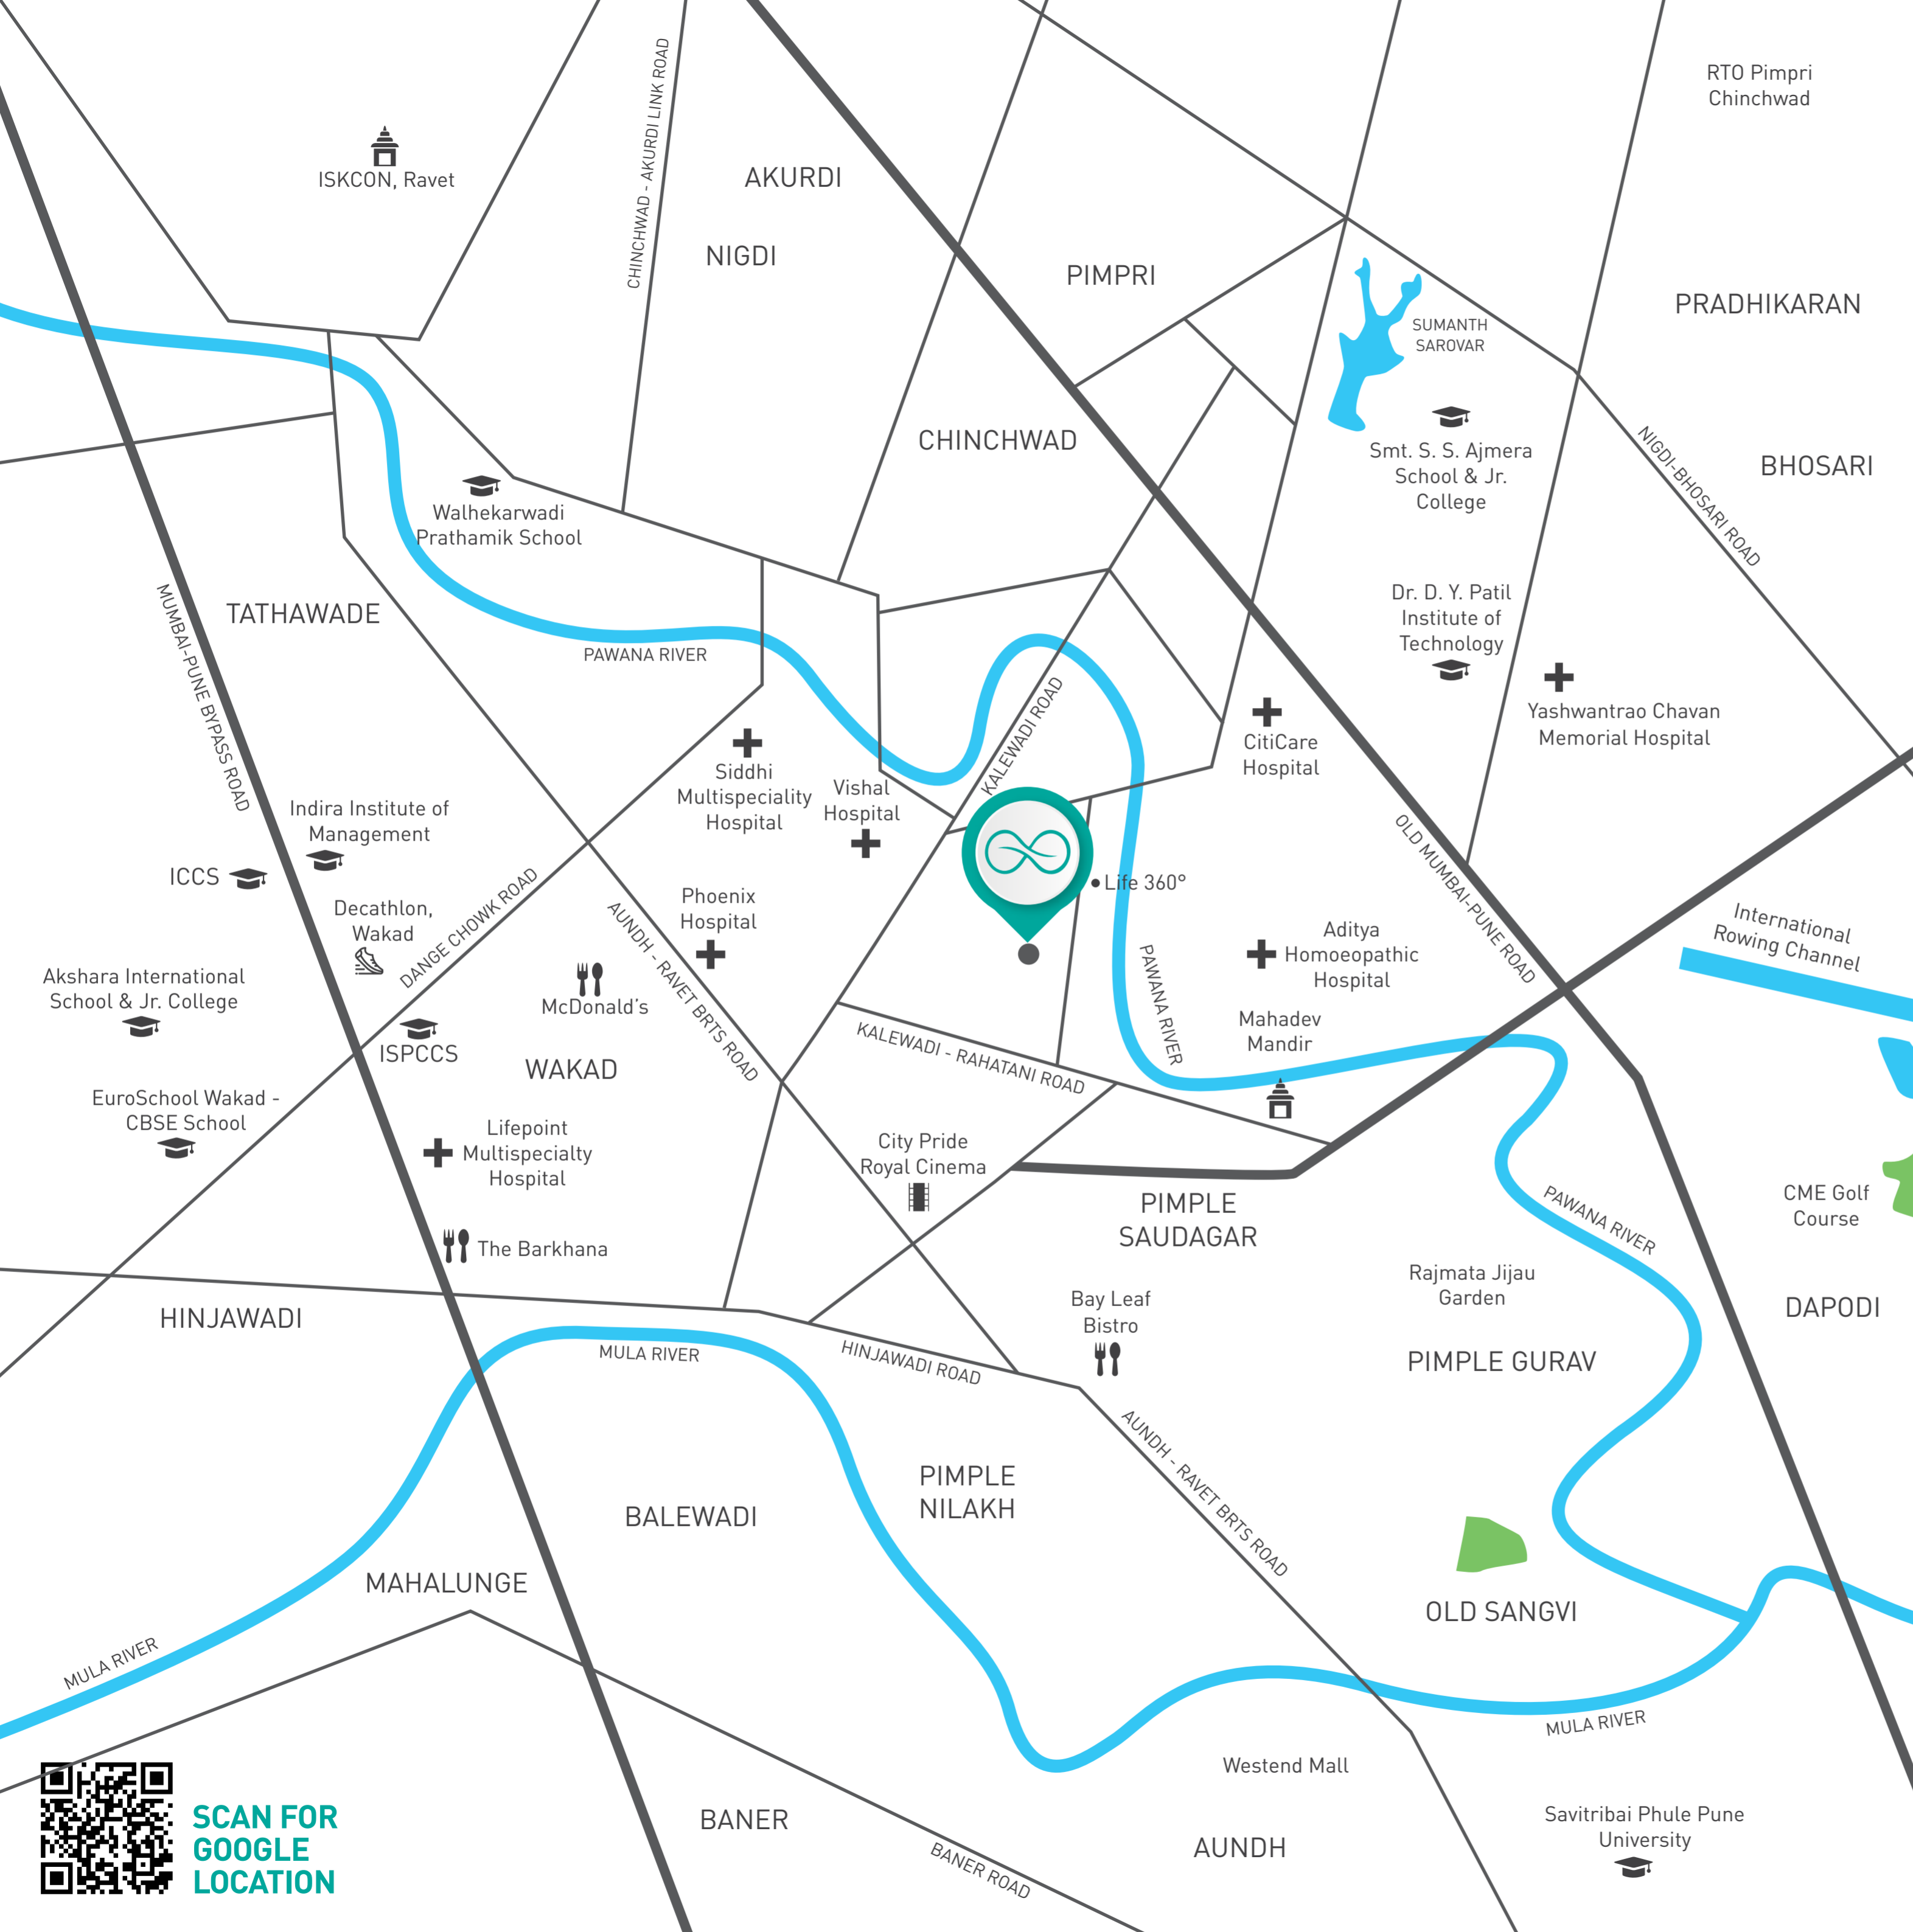 RTO Pimpri
Chinchwad
ISKCON, Ravet
CHINCHWAD - AKURDI LINK ROAD
AKURDI
NIGDI
PIMPRI
PRADHIKARAN
SUMANTH
SAROVAR
CHINCHWAD
Smt. S. S. Ajmera
School & Jr.
College
NIGDI-BHOSARI ROAD
BHOSARI
Walhekarwadi
Prathamik School
TATHAWADE
MUMBAI-PUNE BYPASS ROAD
PAWANA RIVER
Dr. D. Y. Patil
Institute of
Technology
Yashwantrao Chavan
Memorial Hospital
KALEWADI ROAD
CitiCare
Hospital
Siddhi
Multispeciality
Hospital
Vishal
Hospital
Indira Institute of
Management
ICCS
OLD MUMBAI-PUNE ROAD
Life 360°
Decathlon,
Wakad
DANGE CHOWK ROAD
Phoenix
Hospital
AUNDH - RAVET BRTS ROAD
International
Rowing Channel
Aditya
Homoeopathic
Hospital
Akshara International
School & Jr. College
McDonald's
PAWANA RIVER
Mahadev
Mandir
ISPCCS
WAKAD
KALEWADI - RAHATANI ROAD
EuroSchool Wakad -
CBSE School
Lifepoint
Multispecialty
Hospital
City Pride
Royal Cinema
PIMPLE
SAUDAGAR
PAWANA RIVER
CME Golf
Course
The Barkhana
Rajmata Jijau
Garden
HINJAWADI
Bay Leaf
Bistro
DAPODI
MULA RIVER
HINJAWADI ROAD
PIMPLE GURAV
AUNDH - RAVET BRTS ROAD
PIMPLE
NILAKH
BALEWADI
MAHALUNGE
OLD SANGVI
MULA RIVER
MULA RIVER
Westend Mall
SCAN FOR
GOOGLE
LOCATION
BANER
BANER ROAD
AUNDH
Savitribai Phule Pune
University